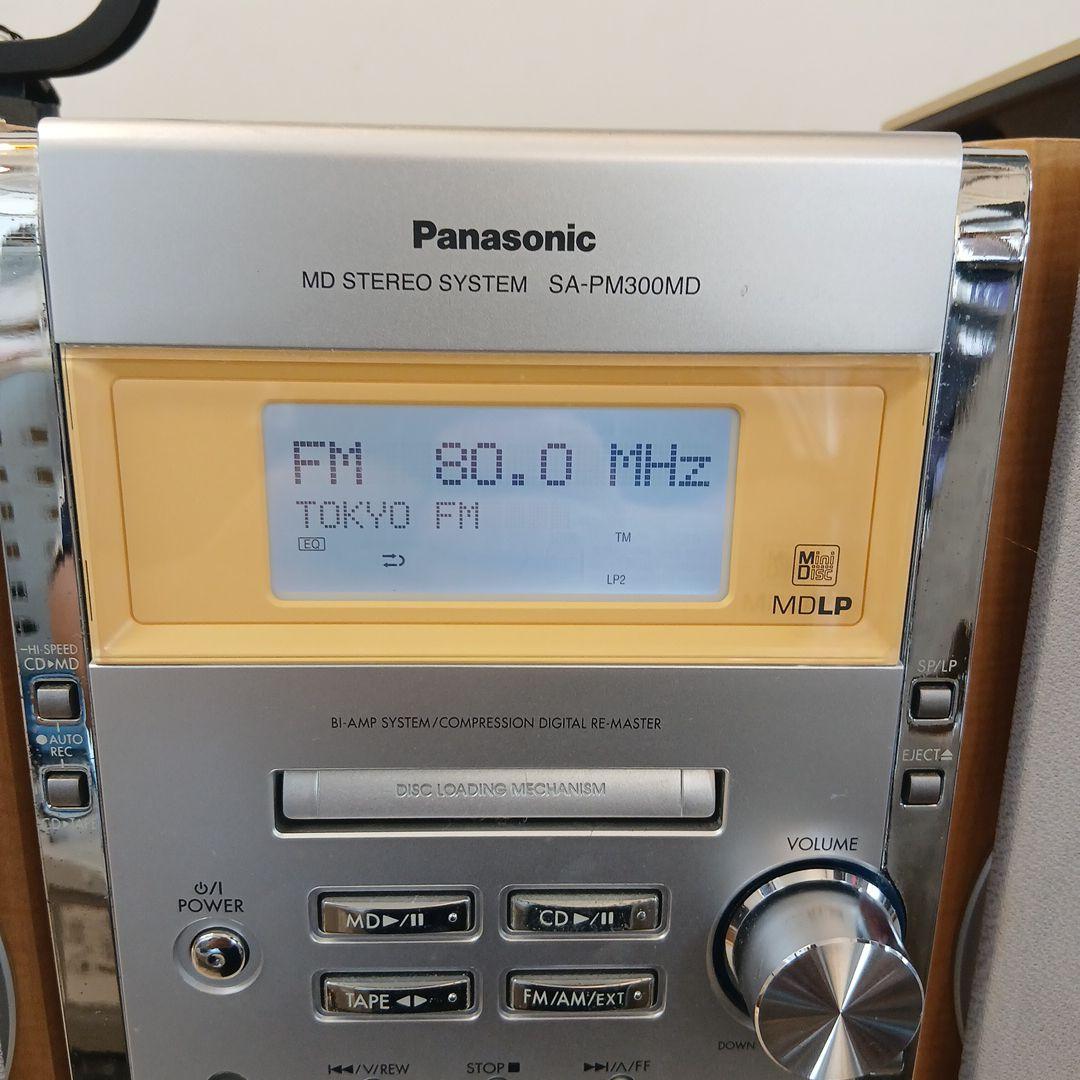 Panasonic
MD STEREO SYSTEM SA-PM300MD
FM 80.0 MHz
TOKYO FM
EQ
TM
LP2
Mini
Disc
MDLP
HI-SPEED
CD▶MD
●AUTO
REC
SP/LP
EJECT⏏
BI-AMP SYSTEM/COMPRESSION DIGITAL RE-MASTER
DISC LOADING MECHANISM
VOLUME
⏻/I
POWER
MD▶/II
CD▶/II
TAPE ◀▶
FM/AM/EXT
DOWN
⏮/∨/REW
STOP■
⏭/∧/FF